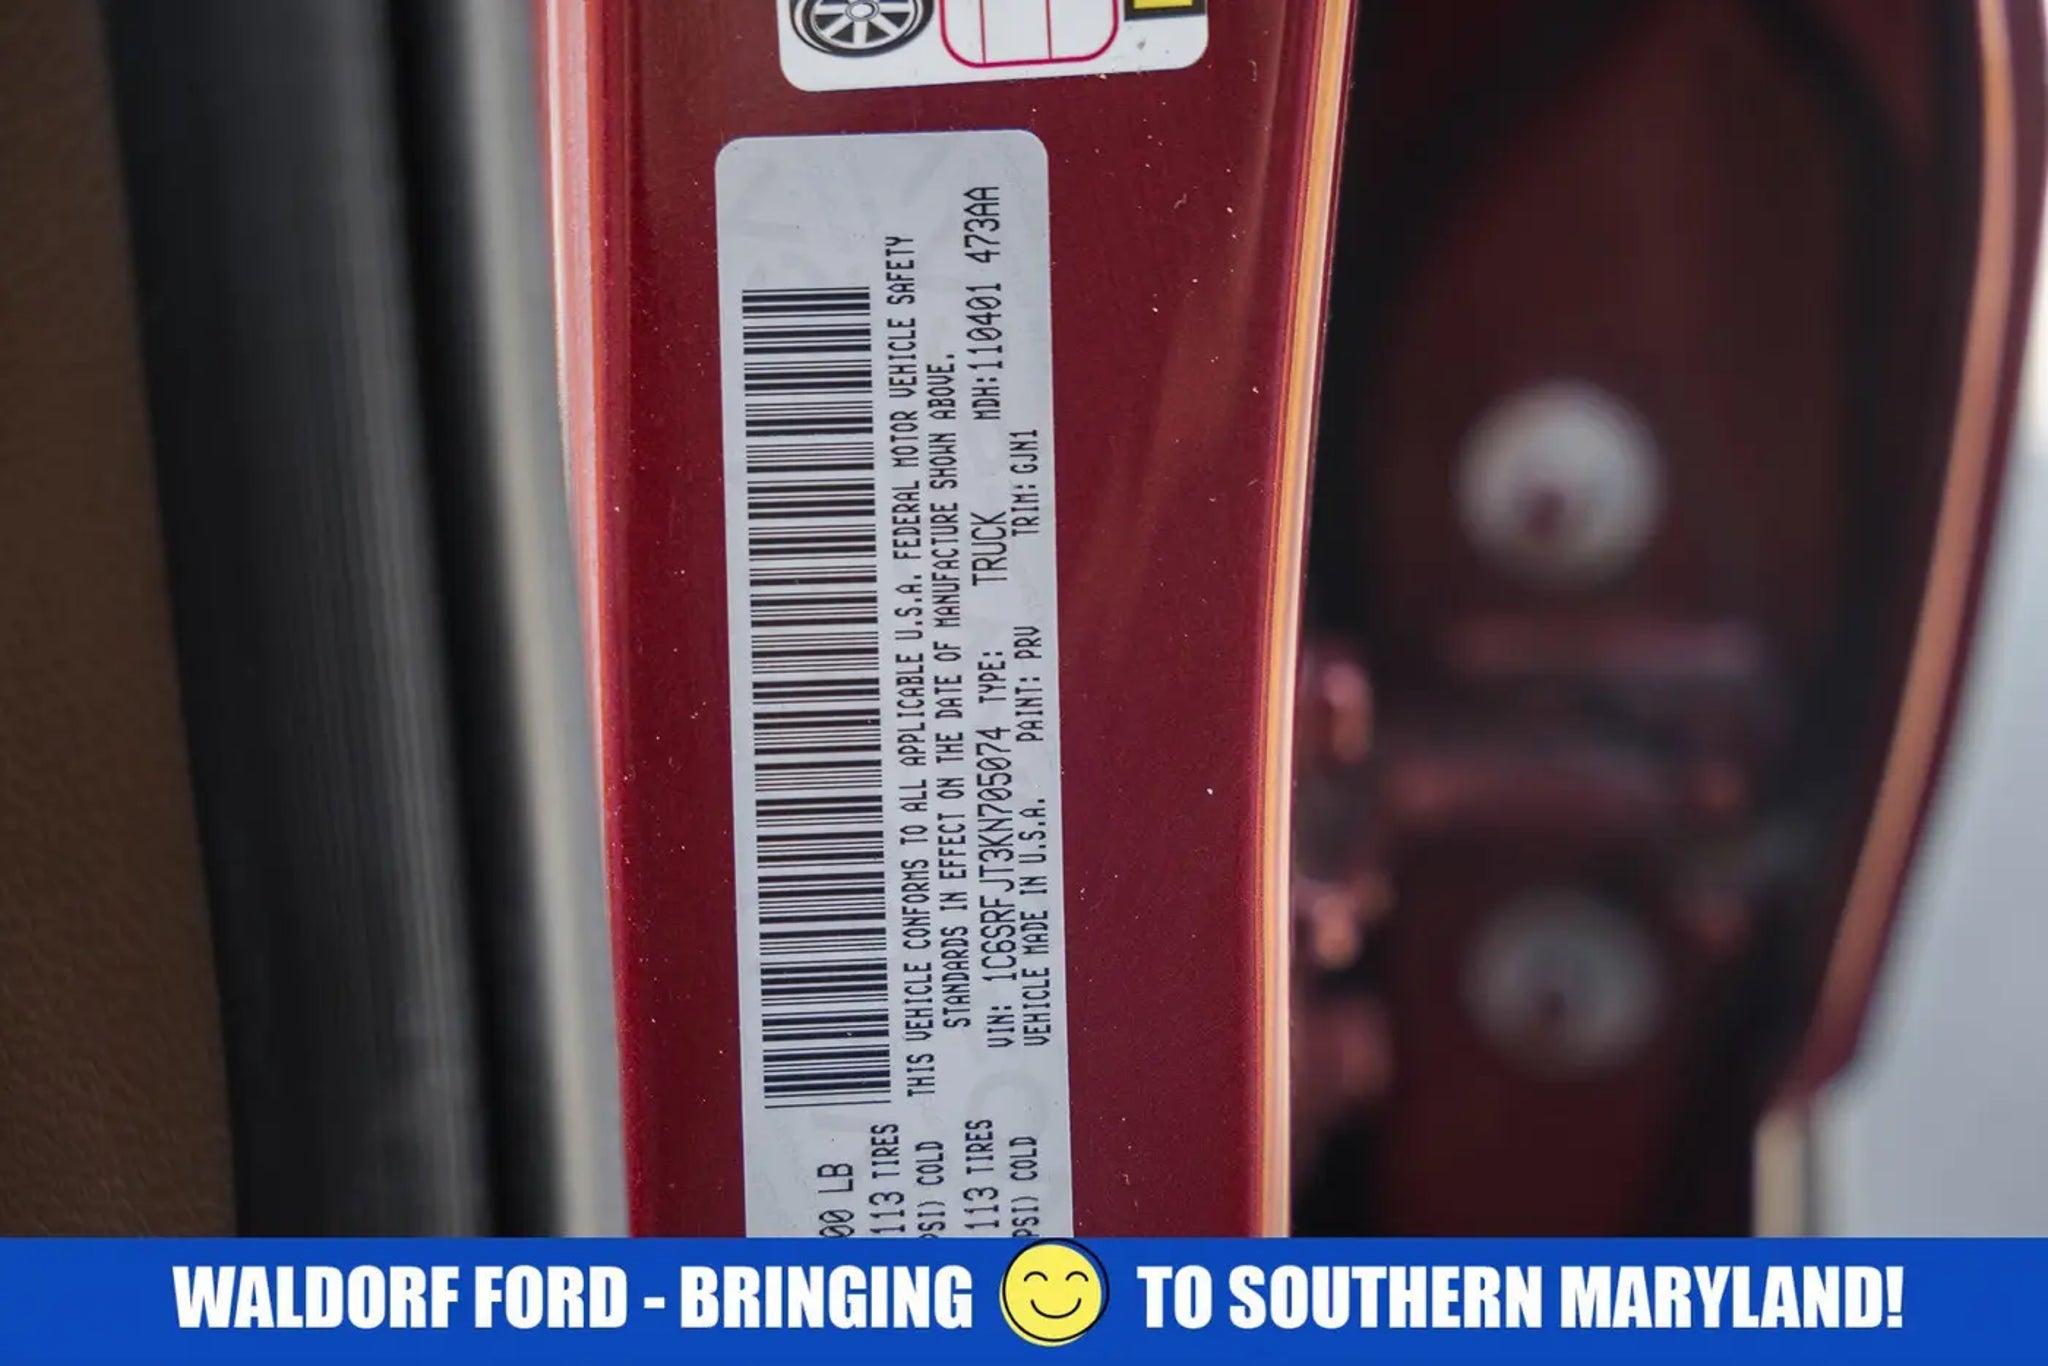 THIS VEHICLE CONFORMS TO ALL APPLICABLE U.S.A. FEDERAL MOTOR VEHICLE SAFETY
STANDARDS IN EFFECT ON THE DATE OF MANUFACTURE SHOWN ABOVE.
VIN: 1C6SRFJT3KN705074 TYPE: TRUCK MDH:110401 473AA
VEHICLE MADE IN U.S.A. PAINT: PRV TRIM: GJN1
00 LB
113 TIRES
PSI) COLD
113 TIRES
PSI) COLD
WALDORF FORD - BRINGING TO SOUTHERN MARYLAND!